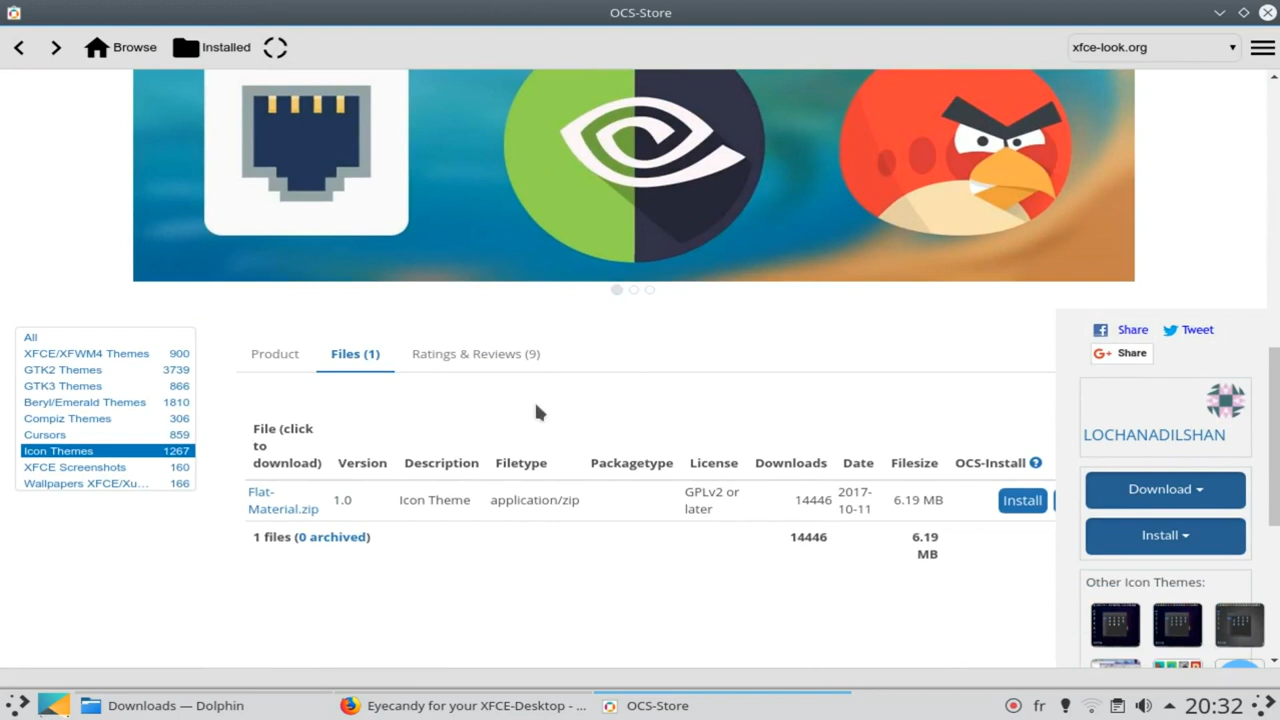 OCS-Store
Browse Installed xfce-look.org
All
XFCE/XFWM4 Themes 900
GTK2 Themes 3739
GTK3 Themes 866
Beryl/Emerald Themes 1810
Compiz Themes 306
Cursors 859
Icon Themes 1267
XFCE Screenshots 160
Wallpapers XFCE/Xu... 166
Product Files (1) Ratings & Reviews (9)
File (click
to
download) Version Description Filetype Packagetype License Downloads Date Filesize OCS-Install ?
Flat-
Material.zip 1.0 Icon Theme application/zip GPLv2 or
later 14446 2017-
10-11 6.19 MB Install
1 files (0 archived) 14446 6.19
MB
f Share Tweet
G+ Share
LOCHANADILSHAN
Download
Install
Other Icon Themes:
Downloads — Dolphin Eyecandy for your XFCE-Desktop - ... OCS-Store fr 20:32